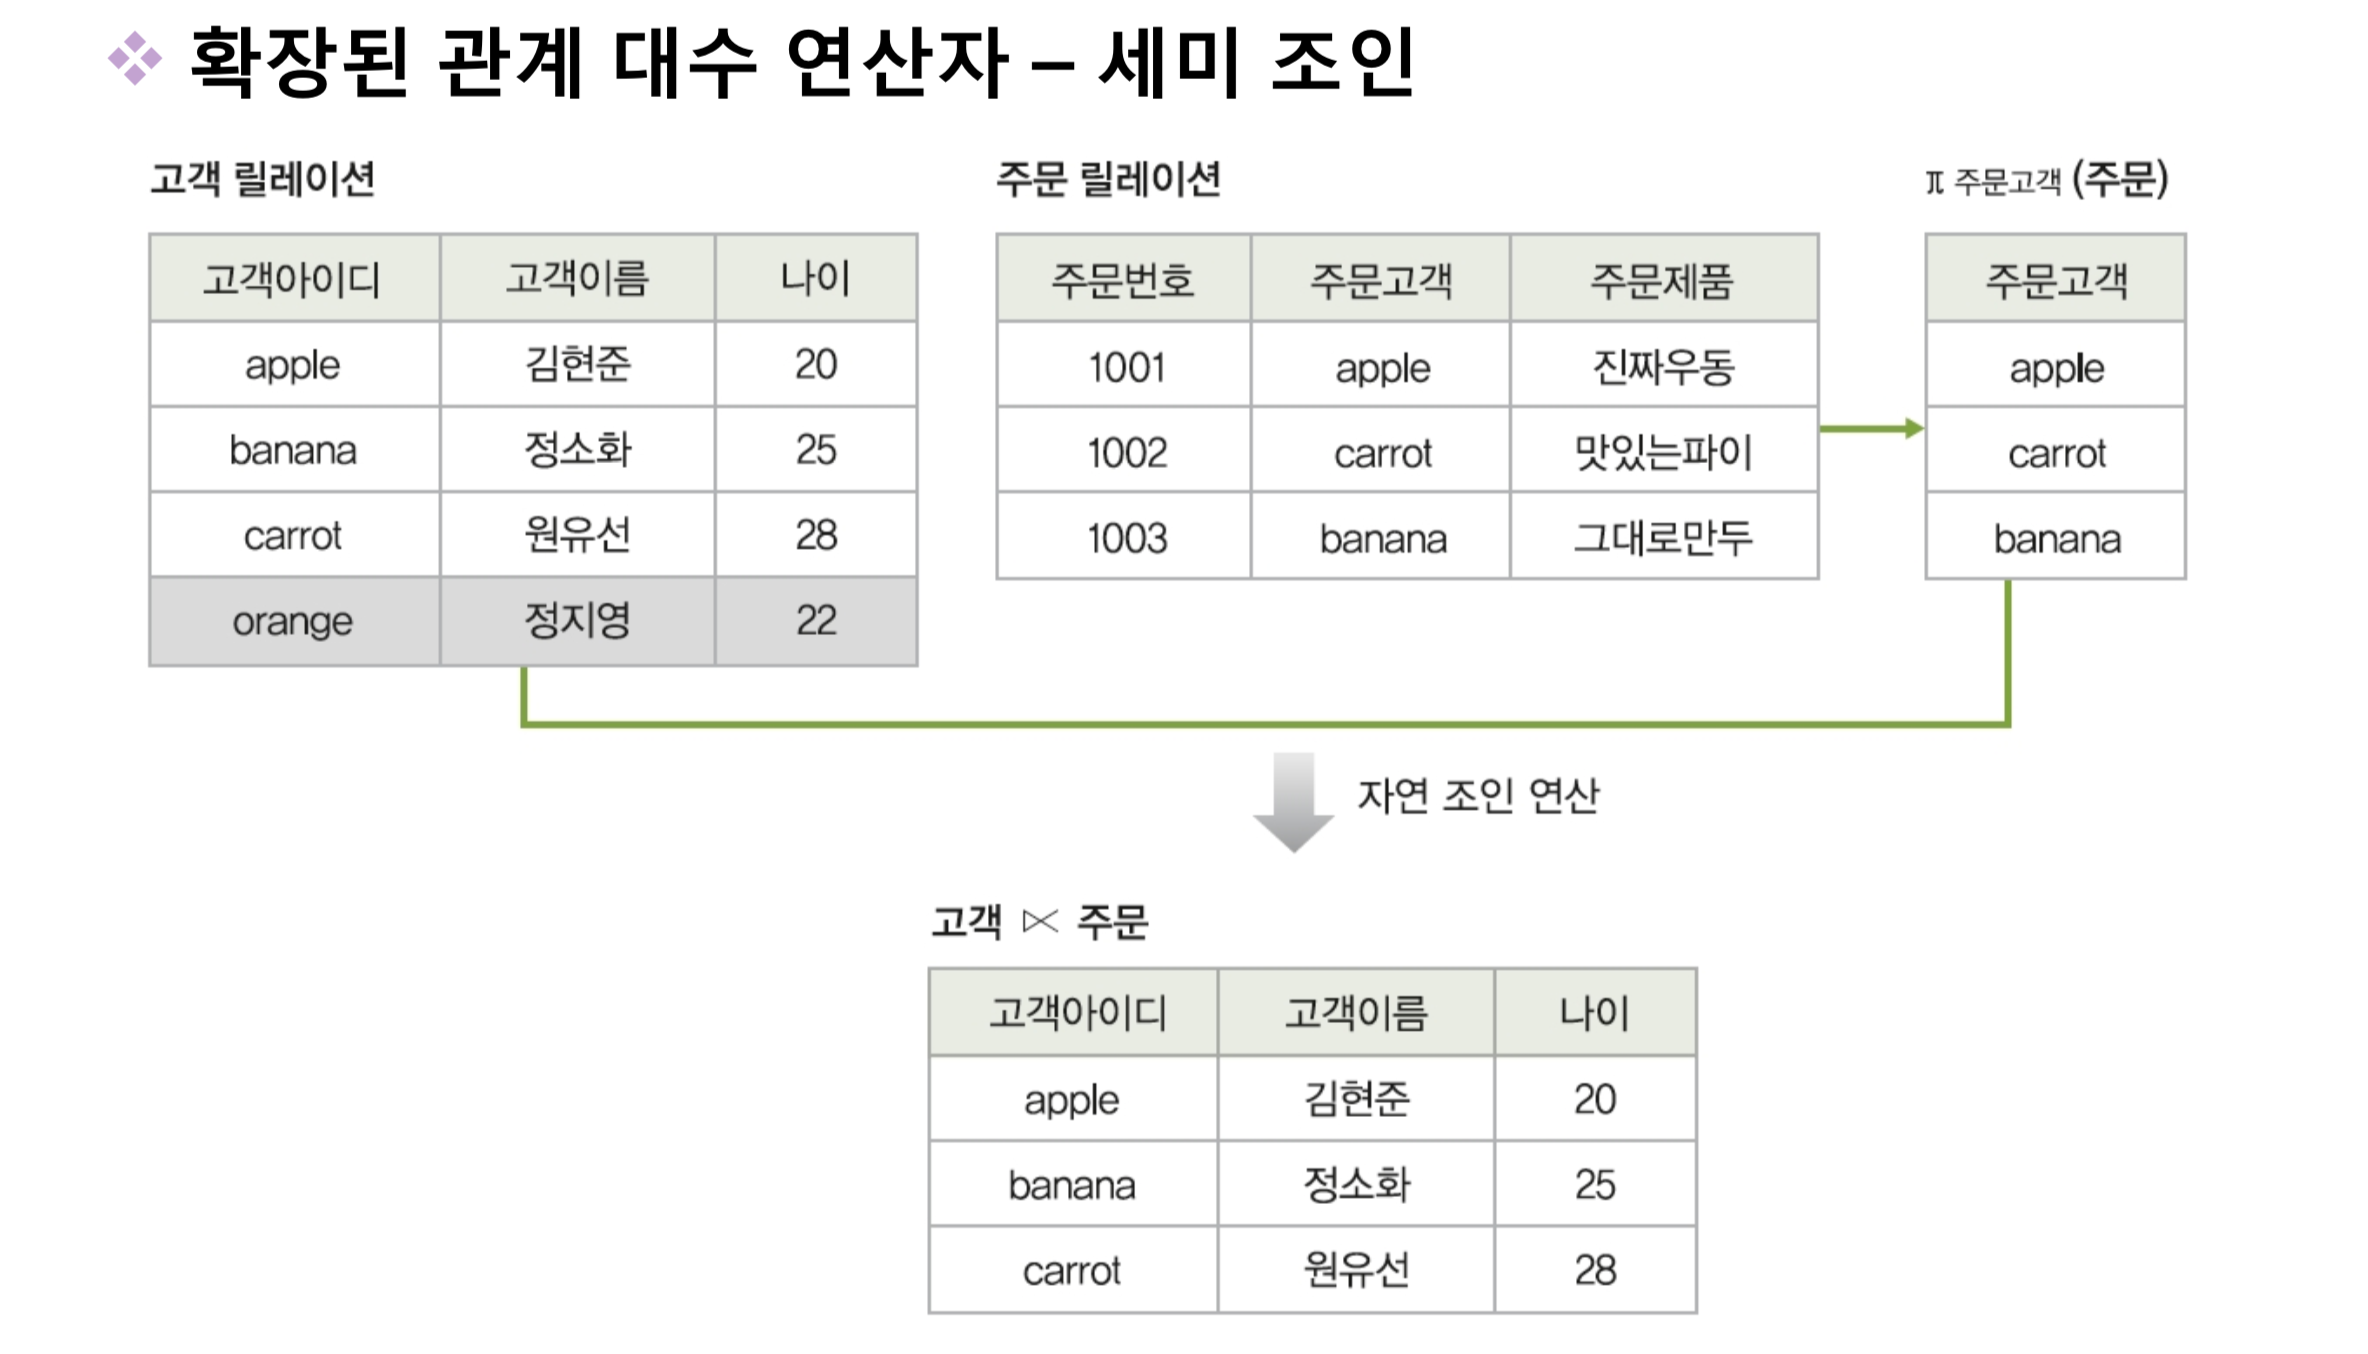 확장된 관계 대수 연산자 – 세미 조인
고객 릴레이션
고객아이디 고객이름 나이
apple 김현준 20
banana 정소화 25
carrot 원유선 28
orange 정지영 22
주문 릴레이션
주문번호 주문고객 주문제품
1001 apple 진짜우동
1002 carrot 맛있는파이
1003 banana 그대로만두
π 주문고객 (주문)
주문고객
apple
carrot
banana
자연 조인 연산
고객 ⋉ 주문
고객아이디 고객이름 나이
apple 김현준 20
banana 정소화 25
carrot 원유선 28